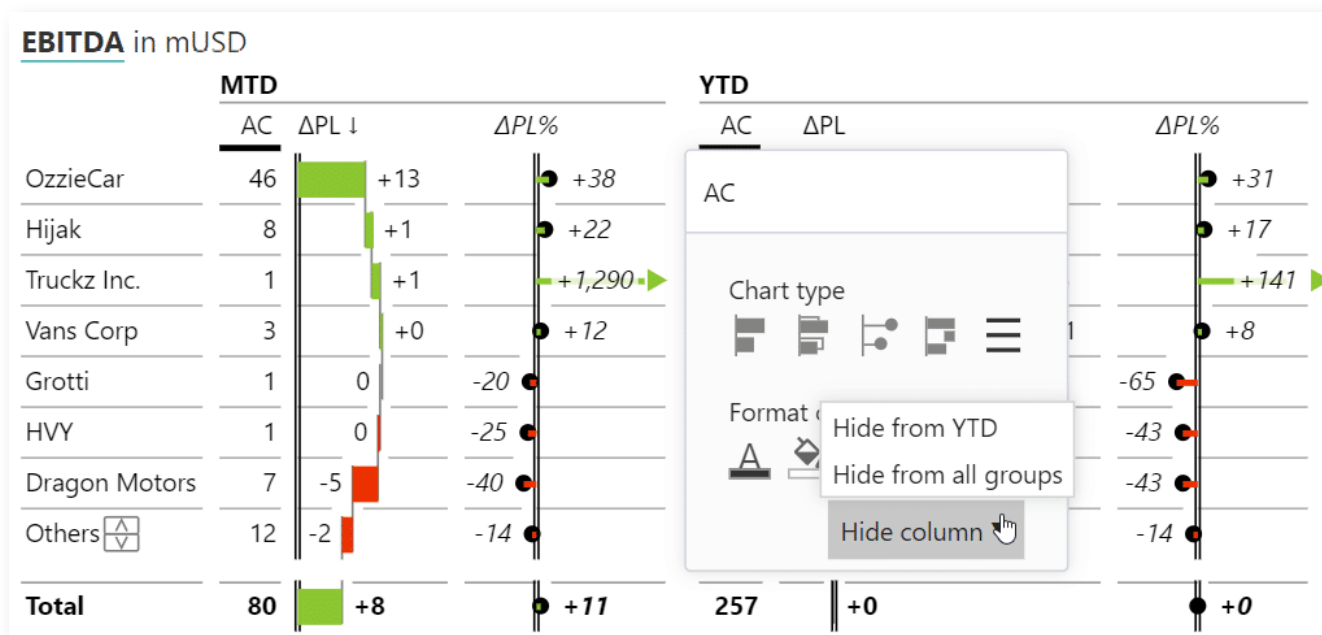 EBITDA in mUSD
MTD YTD
AC ΔPL ↓ ΔPL% AC ΔPL ΔPL%
OzzieCar 46 +13 +38 +31
AC
Hijak 8 +1 +22 +17
Truckz Inc. 1 +1 +1,290 +141
Chart type
Vans Corp 3 +0 +12 1 +8
Grotti 1 0 -20 -65
Format
Hide from YTD
HVY 1 0 -25 -43
A
Hide from all groups
Dragon Motors 7 -5 -40 -43
Others 12 -2 -14 -14
Hide column
Total 80 +8 +11 257 +0 +0